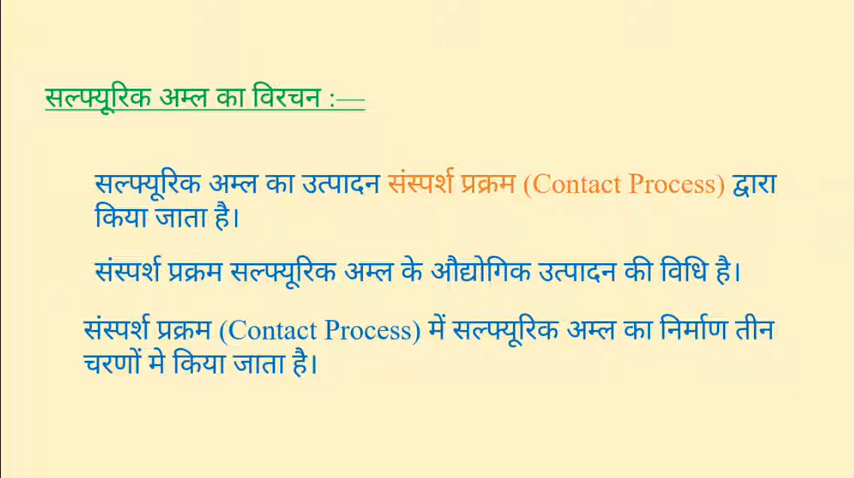 सल्फ्यूरिक अम्ल का विरचन :—
सल्फ्यूरिक अम्ल का उत्पादन संस्पर्श प्रक्रम (Contact Process) द्वारा
किया जाता है।
संस्पर्श प्रक्रम सल्फ्यूरिक अम्ल के औद्योगिक उत्पादन की विधि है।
संस्पर्श प्रक्रम (Contact Process) में सल्फ्यूरिक अम्ल का निर्माण तीन
चरणों मे किया जाता है।